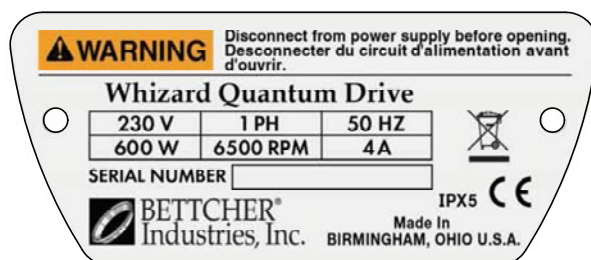 WARNING
Disconnect from power supply before opening.
Desconnecter du circuit d'alimentation avant
d'ouvrir.
Whizard Quantum Drive
230 V 1 PH 50 HZ
600 W 6500 RPM 4 A
SERIAL NUMBER
IPX5 CE
BETTCHER®
Industries, Inc.
Made In
BIRMINGHAM, OHIO U.S.A.